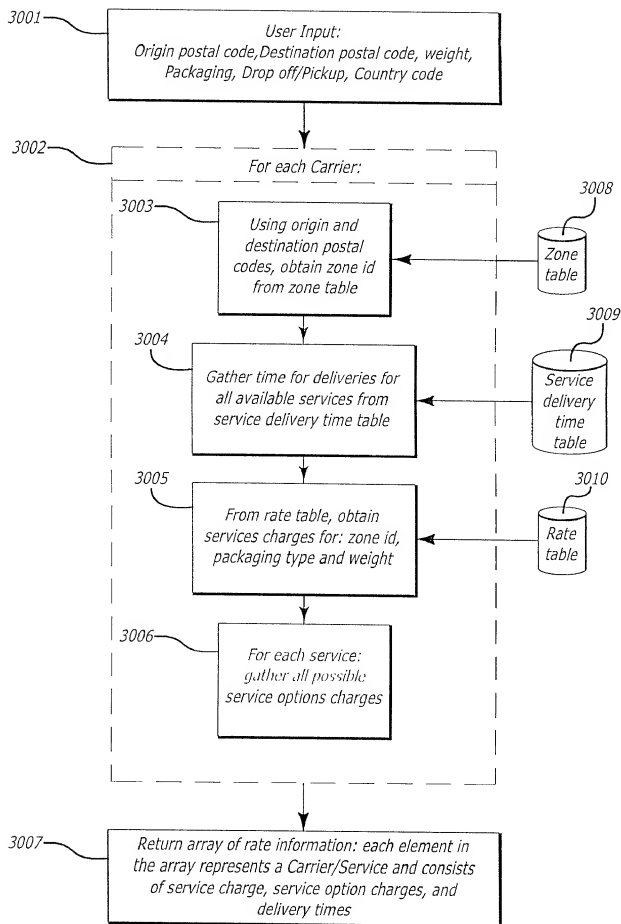 3001
User Input:
Origin postal code,Destination postal code, weight,
Packaging, Drop off/Pickup, Country code
3002
For each Carrier:
3003
Using origin and
destination postal
codes, obtain zone id
from zone table
3008
Zone
table
3004
Gather time for deliveries for
all available services from
service delivery time table
3009
Service
delivery
time
table
3005
From rate table, obtain
services charges for: zone id,
packaging type and weight
3010
Rate
table
3006
For each service:
gather all possible
service options charges
3007
Return array of rate information: each element in
the array represents a Carrier/Service and consists
of service charge, service option charges, and
delivery times